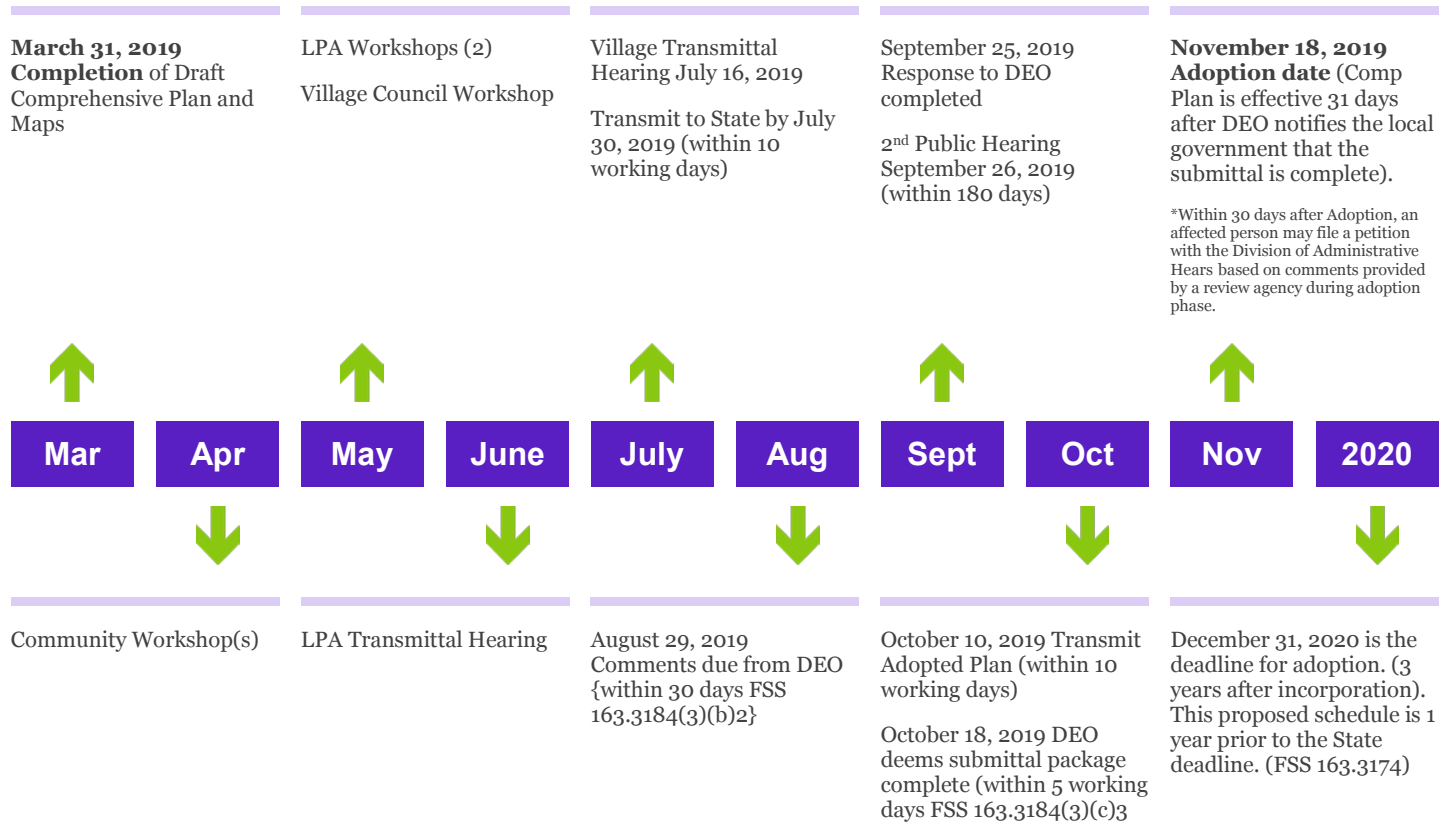 March 31, 2019
Completion of Draft
Comprehensive Plan and
Maps
LPA Workshops (2)
Village Council Workshop
Village Transmittal
Hearing July 16, 2019
Transmit to State by July
30, 2019 (within 10
working days)
September 25, 2019
Response to DEO
completed
2nd Public Hearing
September 26, 2019
(within 180 days)
November 18, 2019
Adoption date (Comp
Plan is effective 31 days
after DEO notifies the local
government that the
submittal is complete).
*Within 30 days after Adoption, an
affected person may file a petition
with the Division of Administrative
Hears based on comments provided
by a review agency during adoption
phase.
Mar
Apr
May
June
July
Aug
Sept
Oct
Nov
2020
Community Workshop(s)
LPA Transmittal Hearing
August 29, 2019
Comments due from DEO
{within 30 days FSS
163.3184(3)(b)2}
October 10, 2019 Transmit
Adopted Plan (within 10
working days)
October 18, 2019 DEO
deems submittal package
complete (within 5 working
days FSS 163.3184(3)(c)3
December 31, 2020 is the
deadline for adoption. (3
years after incorporation).
This proposed schedule is 1
year prior to the State
deadline. (FSS 163.3174)